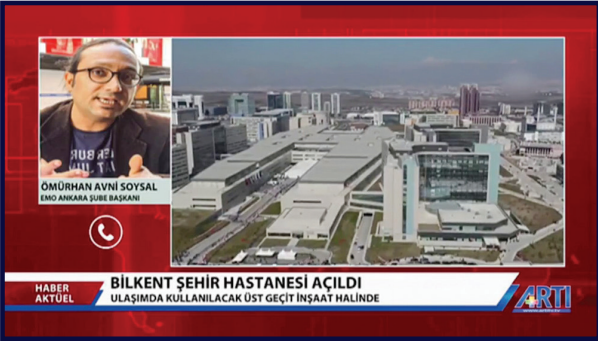 ÖMÜRHAN AVNİ SOYSAL
EMO ANKARA ŞUBE BAŞKANI
BİLKENT ŞEHİR HASTANESİ AÇILDI
HABER
AKTÜEL
ULAŞIMDA KULLANILACAK ÜST GEÇİT İNŞAAT HALİNDE
ARTI